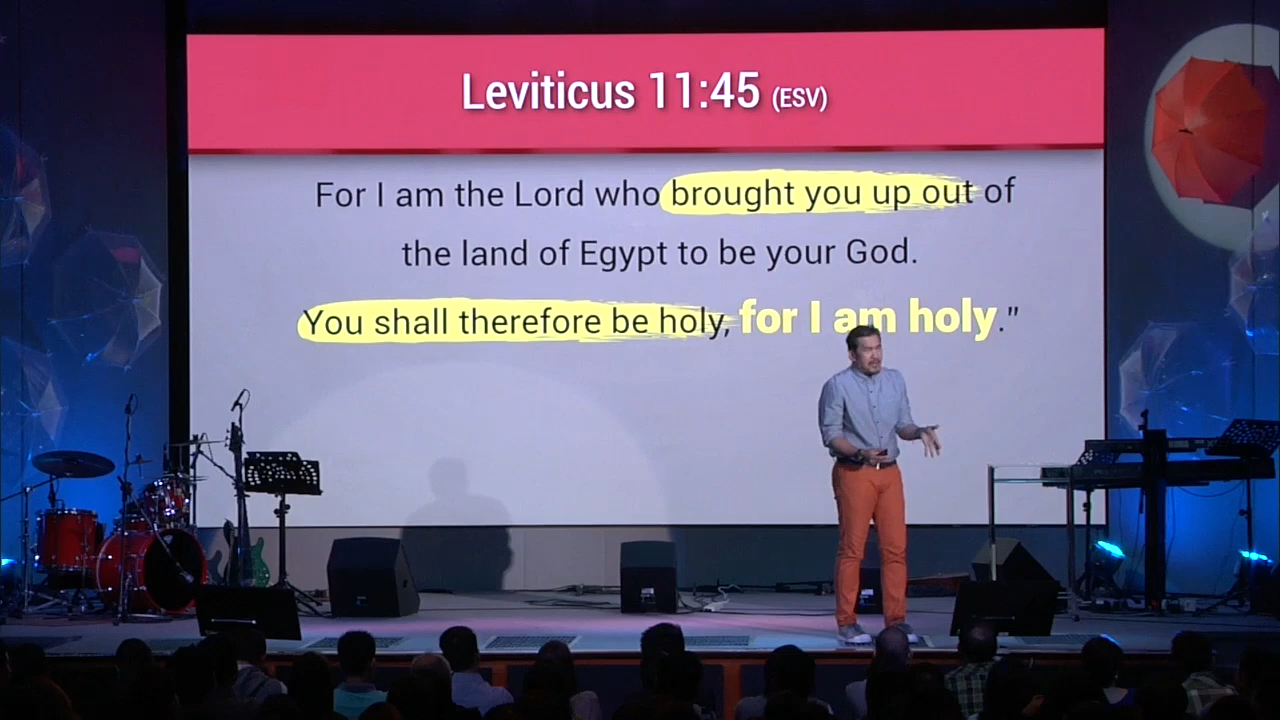 Leviticus 11:45 (ESV)
For I am the Lord who brought you up out of
the land of Egypt to be your God.
You shall therefore be holy, for I am holy."
KORG